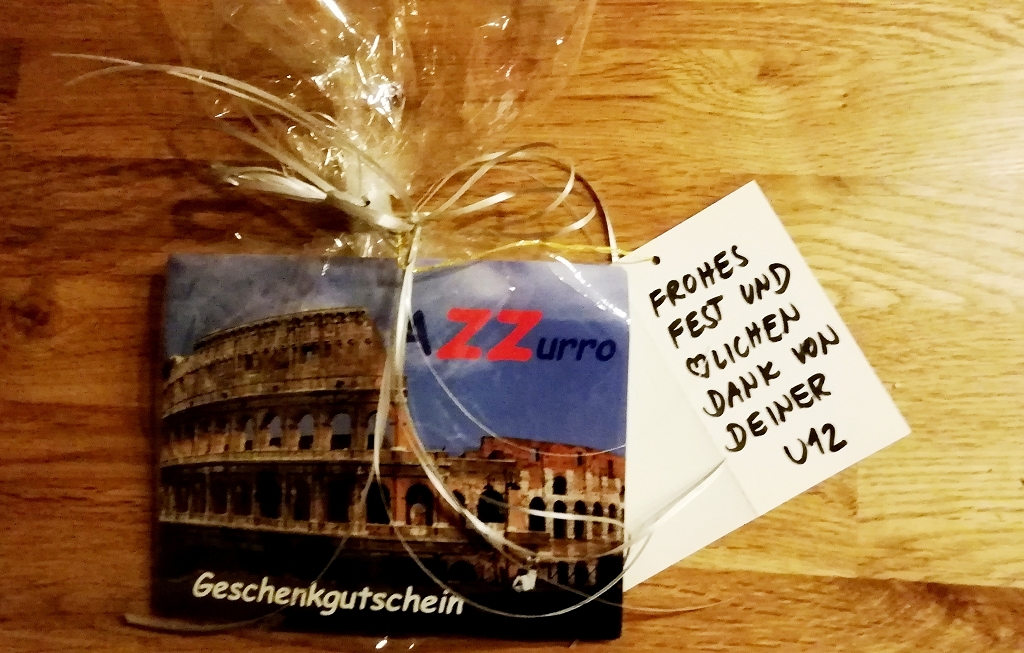 AZZurro
Geschenkgutschein
FROHES
FEST UND
♡LICHEN
DANK VON
DEINER
U12